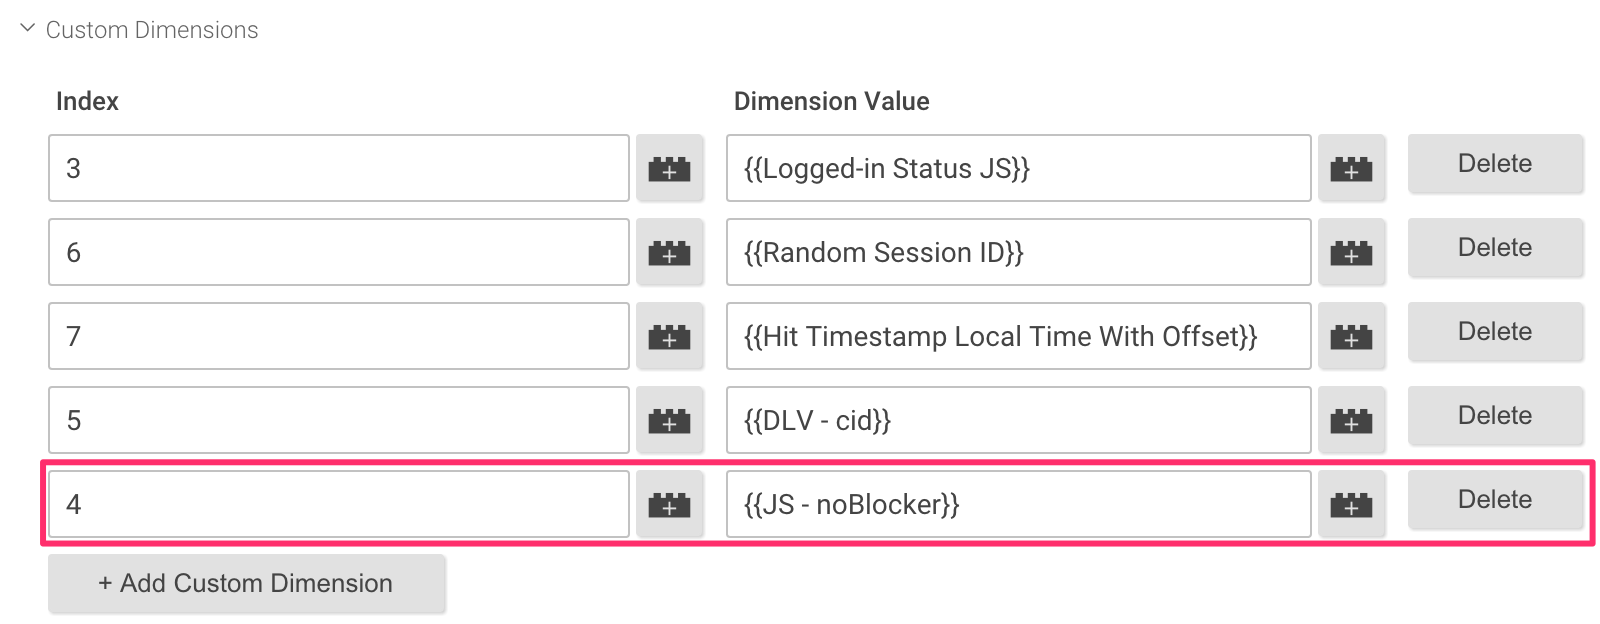 Custom Dimensions
Index Dimension Value
3 {{Logged-in Status JS}} Delete
6 {{Random Session ID}} Delete
7 {{Hit Timestamp Local Time With Offset}} Delete
5 {{DLV - cid}} Delete
4 {{JS - noBlocker}} Delete
+ Add Custom Dimension